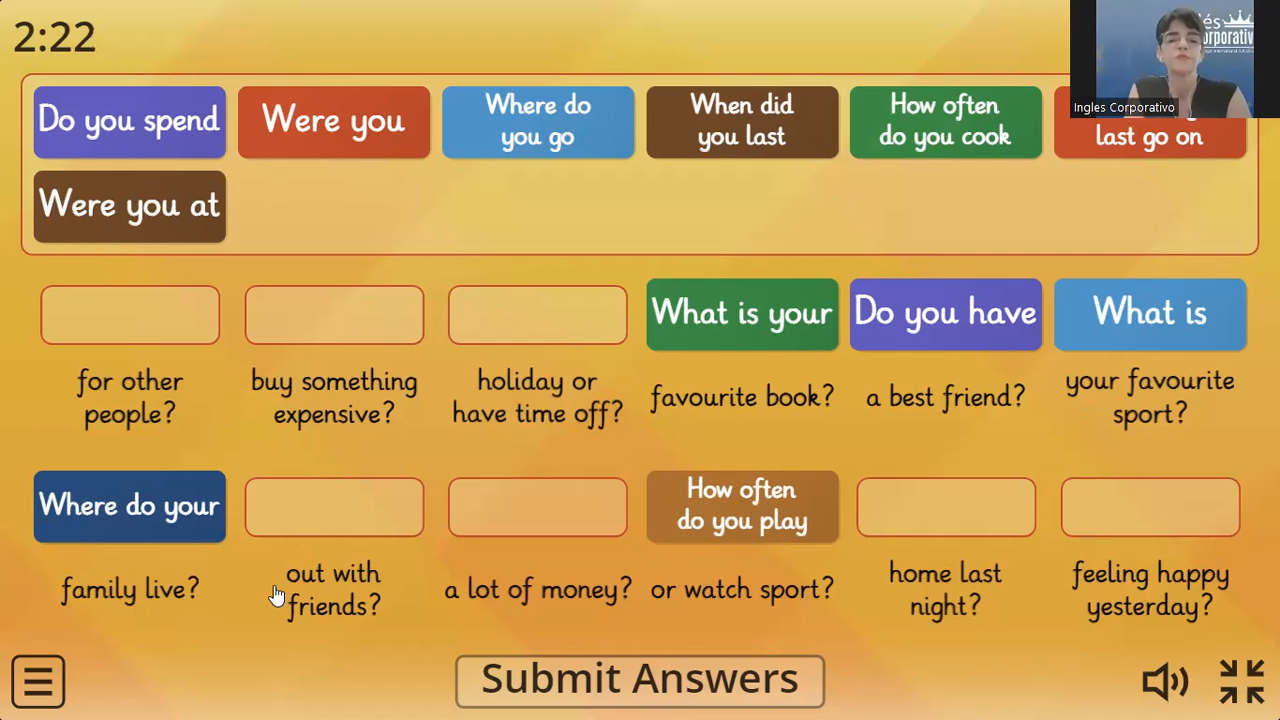 2:22
Do you spend
Were you
Where do
you go
When did
you last
How often
do you cook
last go on
Were you at
Ingles Corporativo
What is your
Do you have
What is
for other
people?
buy something
expensive?
holiday or
have time off?
favourite book?
a best friend?
your favourite
sport?
Where do your
How often
do you play
family live?
out with
friends?
a lot of money?
or watch sport?
home last
night?
feeling happy
yesterday?
Submit Answers